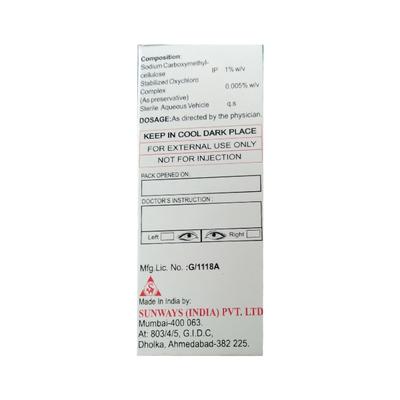 Composition:
Sodium Carboxymethyl-
cellulose IP 1% w/v
Stabilized Oxychloro
Complex 0.005% w/v
(As preservative)
Sterile Aqueous Vehicle q.s
DOSAGE:As directed by the physician.
KEEP IN COOL DARK PLACE
FOR EXTERNAL USE ONLY
NOT FOR INJECTION
PACK OPENED ON:
DOCTOR'S INSTRUCTION :
Left Right
Mfg.Lic. No. :G/1118A
Made In India by:
SUNWAYS (INDIA) PVT. LTD
Mumbai-400 063.
At: 803/4/5, G.I.D.C,
Dholka, Ahmedabad-382 225.